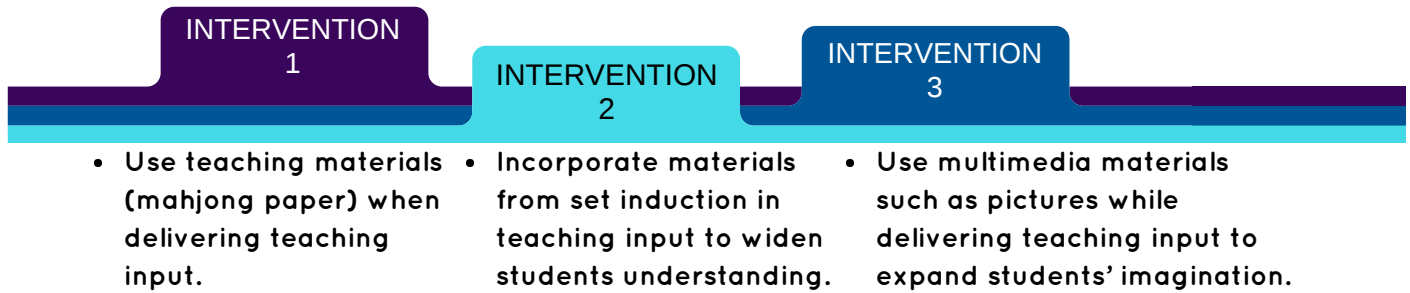 INTERVENTION
1
INTERVENTION
2
INTERVENTION
3
• Use teaching materials
(mahjong paper) when
delivering teaching
input.
• Incorporate materials
from set induction in
teaching input to widen
students understanding.
• Use multimedia materials
such as pictures while
delivering teaching input to
expand students' imagination.